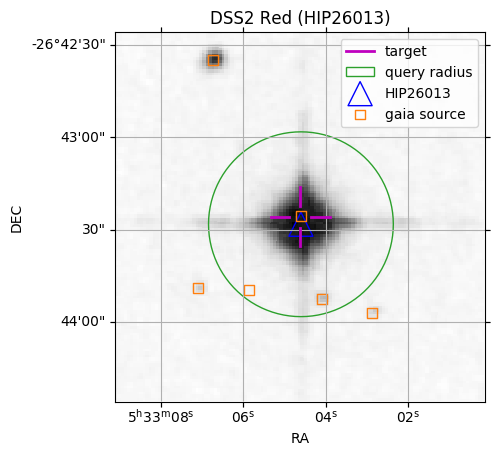 DSS2 Red (HIP26013)
target
query radius
HIP26013
gaia source
-26°42'30"
43'00"
30"
44'00"
DEC
5ʰ33ᵐ08ˢ 06ˢ 04ˢ 02ˢ
RA